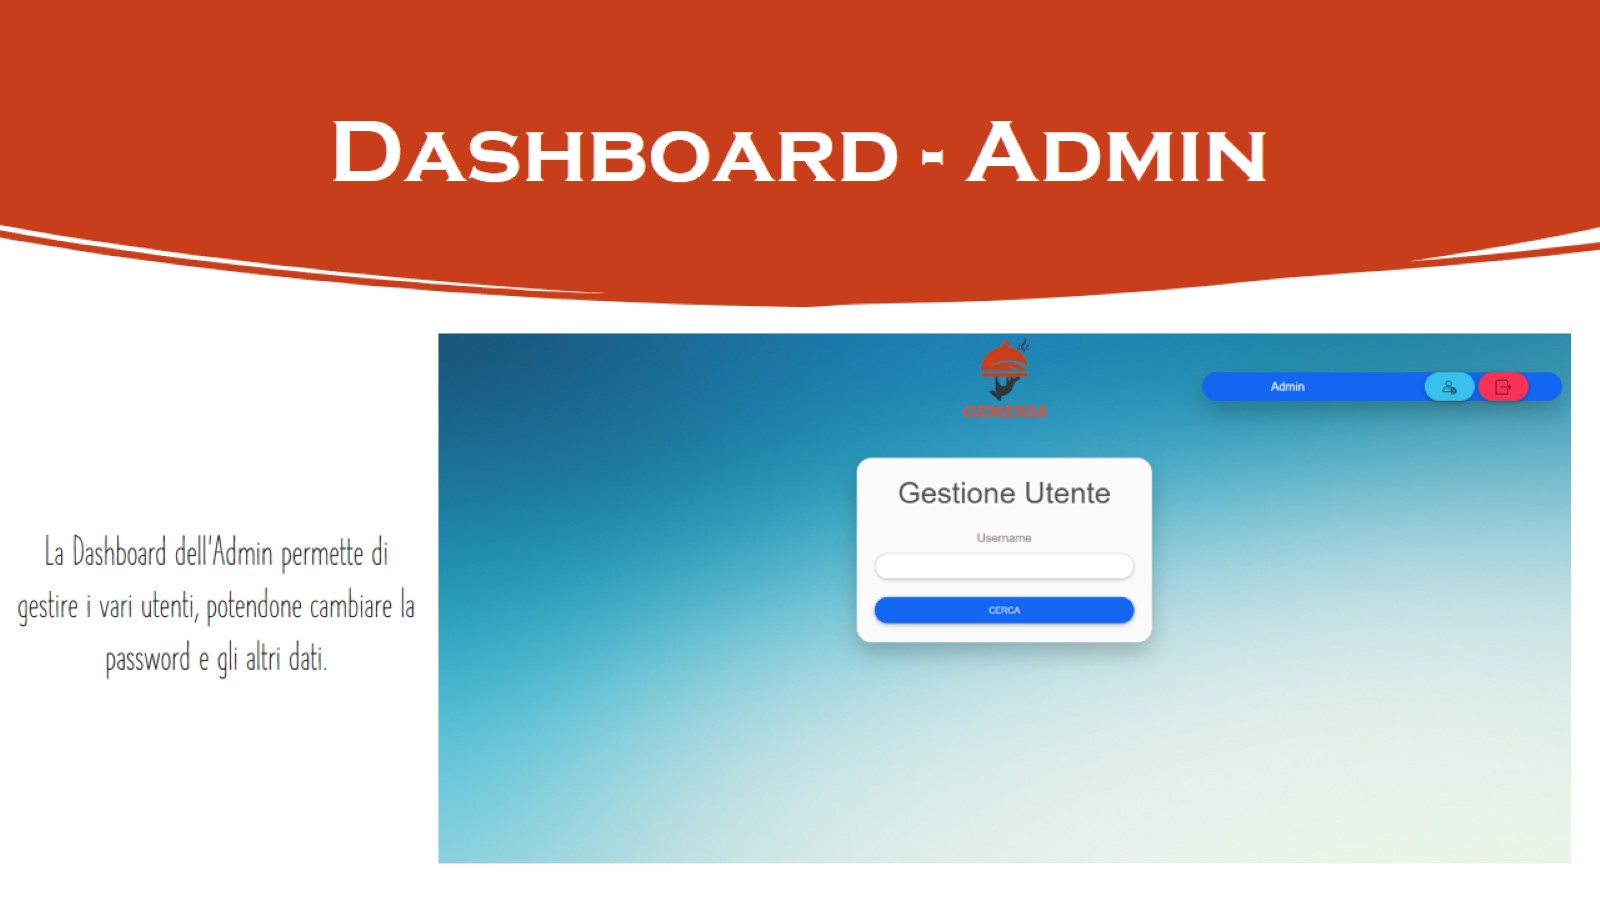 Dashboard - Admin
GEMENSA
Admin
Gestione Utente
Username
CERCA
La Dashboard dell'Admin permette di
gestire i vari utenti, potendone cambiare la
password e gli altri dati.